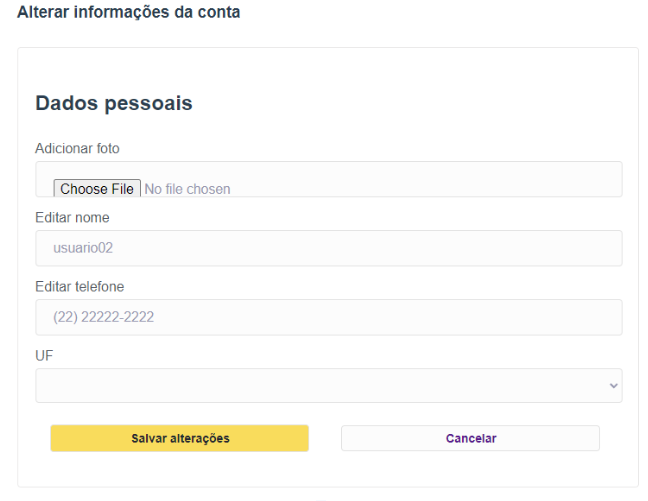 Alterar informações da conta
Dados pessoais
Adicionar foto
Choose File No file chosen
Editar nome
usuario02
Editar telefone
(22) 22222-2222
UF
Salvar alterações
Cancelar